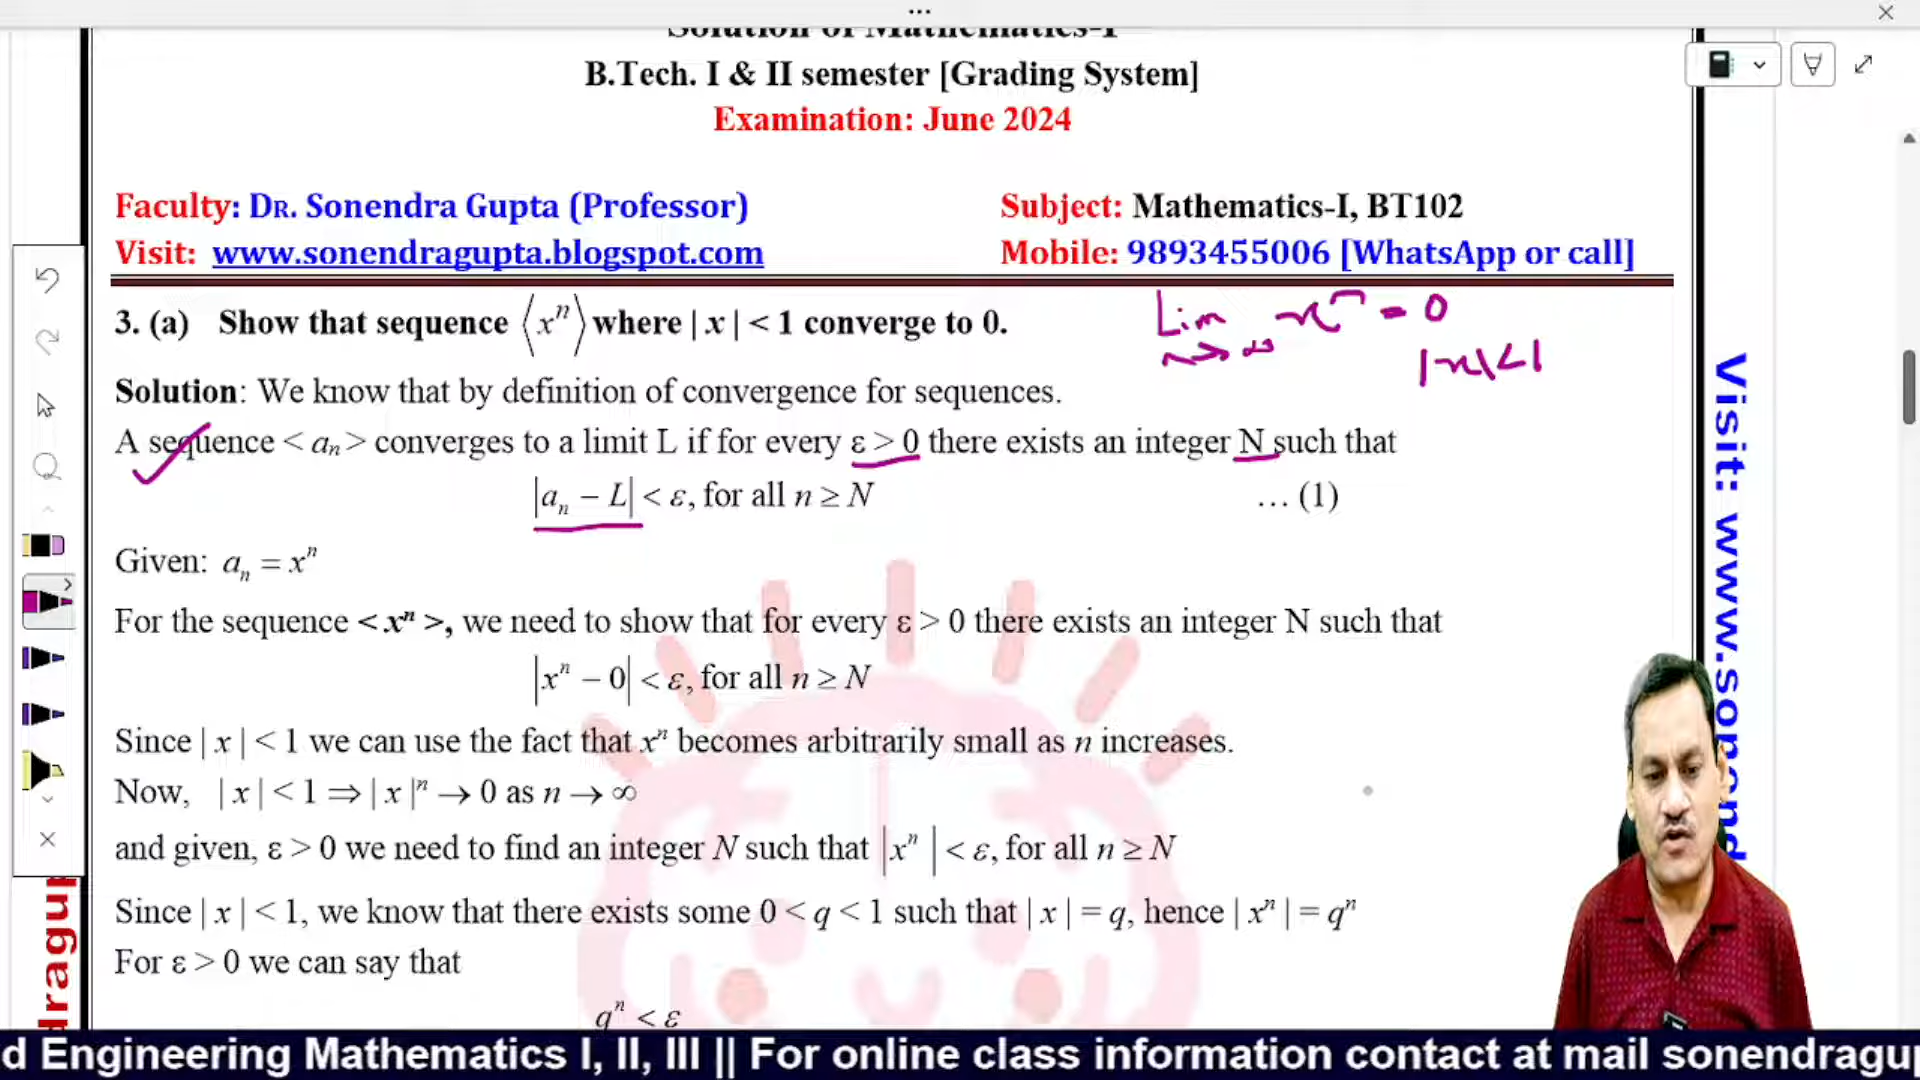 Solution of Mathematics-I
B.Tech. I & II semester [Grading System]
Examination: June 2024
Faculty: DR. Sonendra Gupta (Professor)
Subject: Mathematics-I, BT102
Visit: www.sonendragupta.blogspot.com
Mobile: 9893455006 [WhatsApp or call]
3. (a) Show that sequence ⟨xⁿ⟩ where | x | < 1 converge to 0.
Lim xⁿ = 0
n→∞
|x|<1
Solution: We know that by definition of convergence for sequences.
A sequence < aₙ > converges to a limit L if for every ε > 0 there exists an integer N such that
|aₙ − L| < ε, for all n ≥ N … (1)
Given: aₙ = xⁿ
For the sequence < xⁿ >, we need to show that for every ε > 0 there exists an integer N such that
|xⁿ − 0| < ε, for all n ≥ N
Since | x | < 1 we can use the fact that xⁿ becomes arbitrarily small as n increases.
Now, | x | < 1 ⇒ | x |ⁿ → 0 as n → ∞
and given, ε > 0 we need to find an integer N such that |xⁿ| < ε, for all n ≥ N
Since | x | < 1, we know that there exists some 0 < q < 1 such that | x | = q, hence | xⁿ | = qⁿ
For ε > 0 we can say that
qⁿ < ε
Visit: www.sonend
dragup
d Engineering Mathematics I, II, III || For online class information contact at mail sonendragup